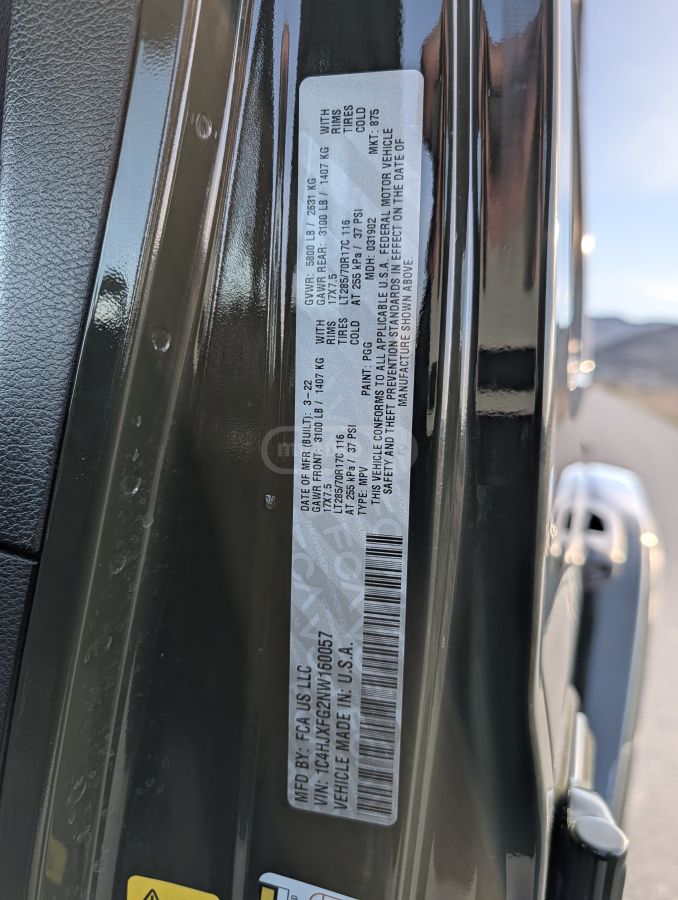 MFD BY: FCA US LLC
VIN: 1C4HJXFG2NW160057
VEHICLE MADE IN: U.S.A.
DATE OF MFR (BUILT): 3-22 GVWR: 5800 LB / 2631 KG
GAWR FRONT: 3100 LB / 1407 KG WITH GAWR REAR: 3100 LB / 1407 KG WITH
17X7.5 RIMS 17X7.5 RIMS
LT285/70R17C 116 TIRES LT285/70R17C 116 TIRES
AT 255 kPa / 37 PSI COLD AT 255 kPa / 37 PSI COLD
TYPE: MPV PAINT: PGG MDH: 031902 MKT: 875
THIS VEHICLE CONFORMS TO ALL APPLICABLE U.S.A. FEDERAL MOTOR VEHICLE
SAFETY AND THEFT PREVENTION STANDARDS IN EFFECT ON THE DATE OF
MANUFACTURE SHOWN ABOVE.
FCA